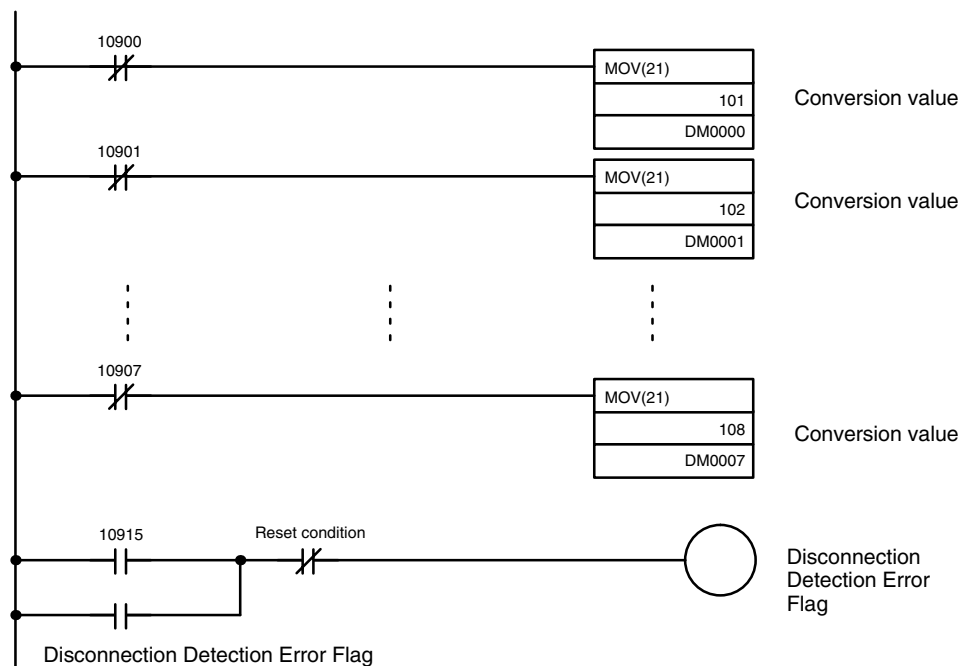 10900
MOV(21)
101
DM0000
Conversion value
10901
MOV(21)
102
DM0001
Conversion value
10907
MOV(21)
108
DM0007
Conversion value
10915
Reset condition
Disconnection
Detection Error
Flag
Disconnection Detection Error Flag